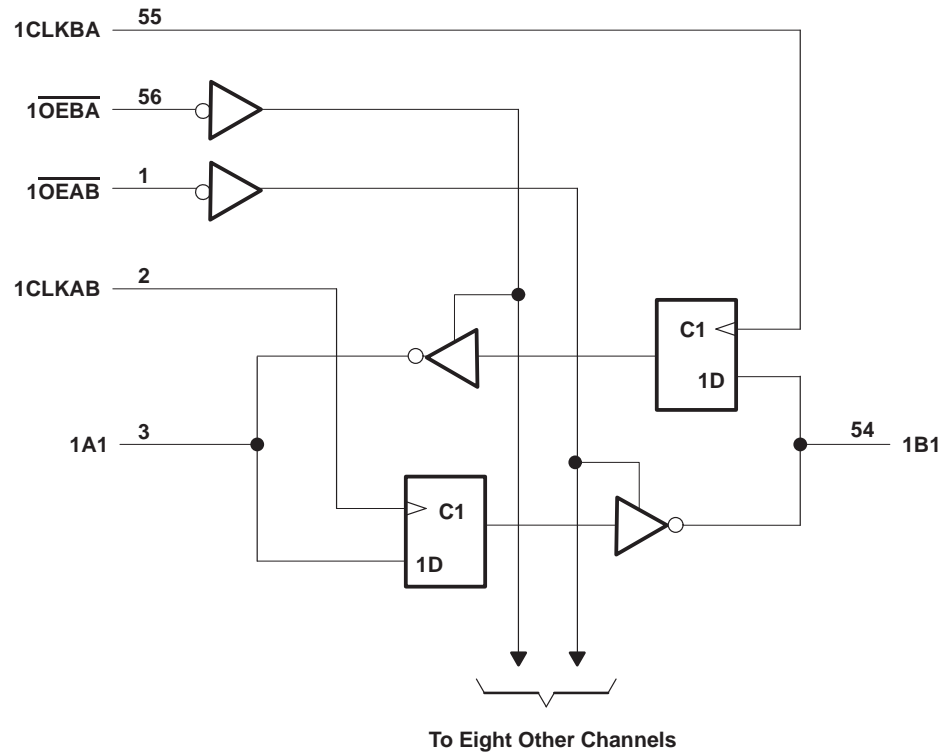 1CLKBA 55
1OEBA 56
1OEAB 1
1CLKAB 2
C1
1D
1A1 3
54 1B1
C1
1D
To Eight Other Channels